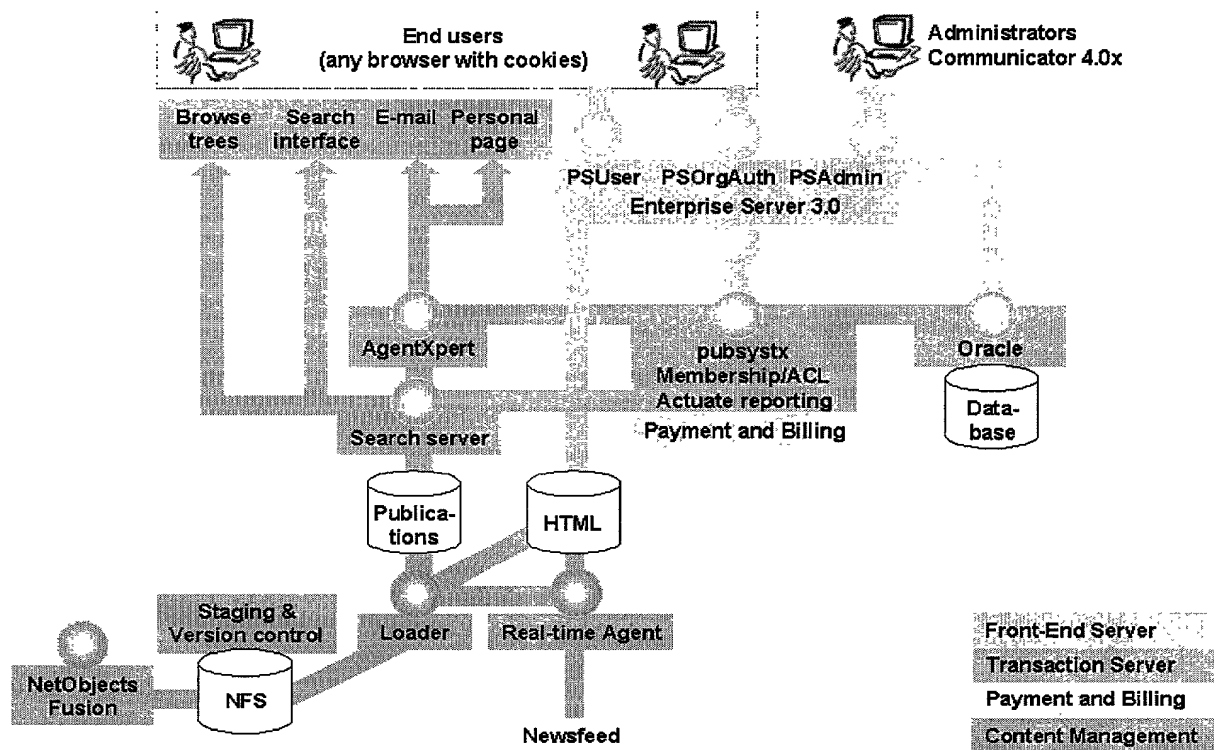 End users
(any browser with cookies)
Administrators
Communicator 4.0x
Browse
trees
Search
interface
E-mail
Personal
page
PSUser
PSOrgAuth
PSAdmin
Enterprise Server 3.0
AgentXpert
pubsystx
Membership/ACL
Actuate reporting
Payment and Billing
Oracle
Data-
base
Search server
Publica-
tions
HTML
Staging &
Version control
Loader
Real-time Agent
NetObjects
Fusion
NFS
Newsfeed
Front-End Server
Transaction Server
Payment and Billing
Content Management